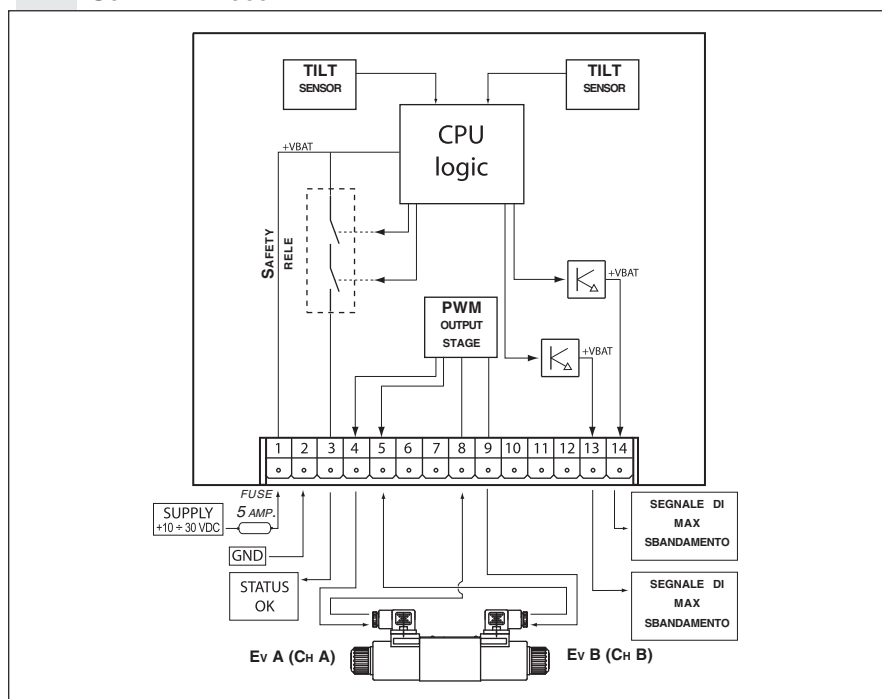 TILT
SENSOR
TILT
SENSOR
CPU
logic
+VBAT
SAFETY
RELE
+VBAT
PWM
OUTPUT
STAGE
+VBAT
1 2 3 4 5 6 7 8 9 10 11 12 13 14
FUSE
5 AMP.
SUPPLY
+10 ÷ 30 VDC
GND
STATUS
OK
SEGNALE DI
MAX
SBANDAMENTO
SEGNALE DI
MAX
SBANDAMENTO
EV A (CH A)
EV B (CH B)